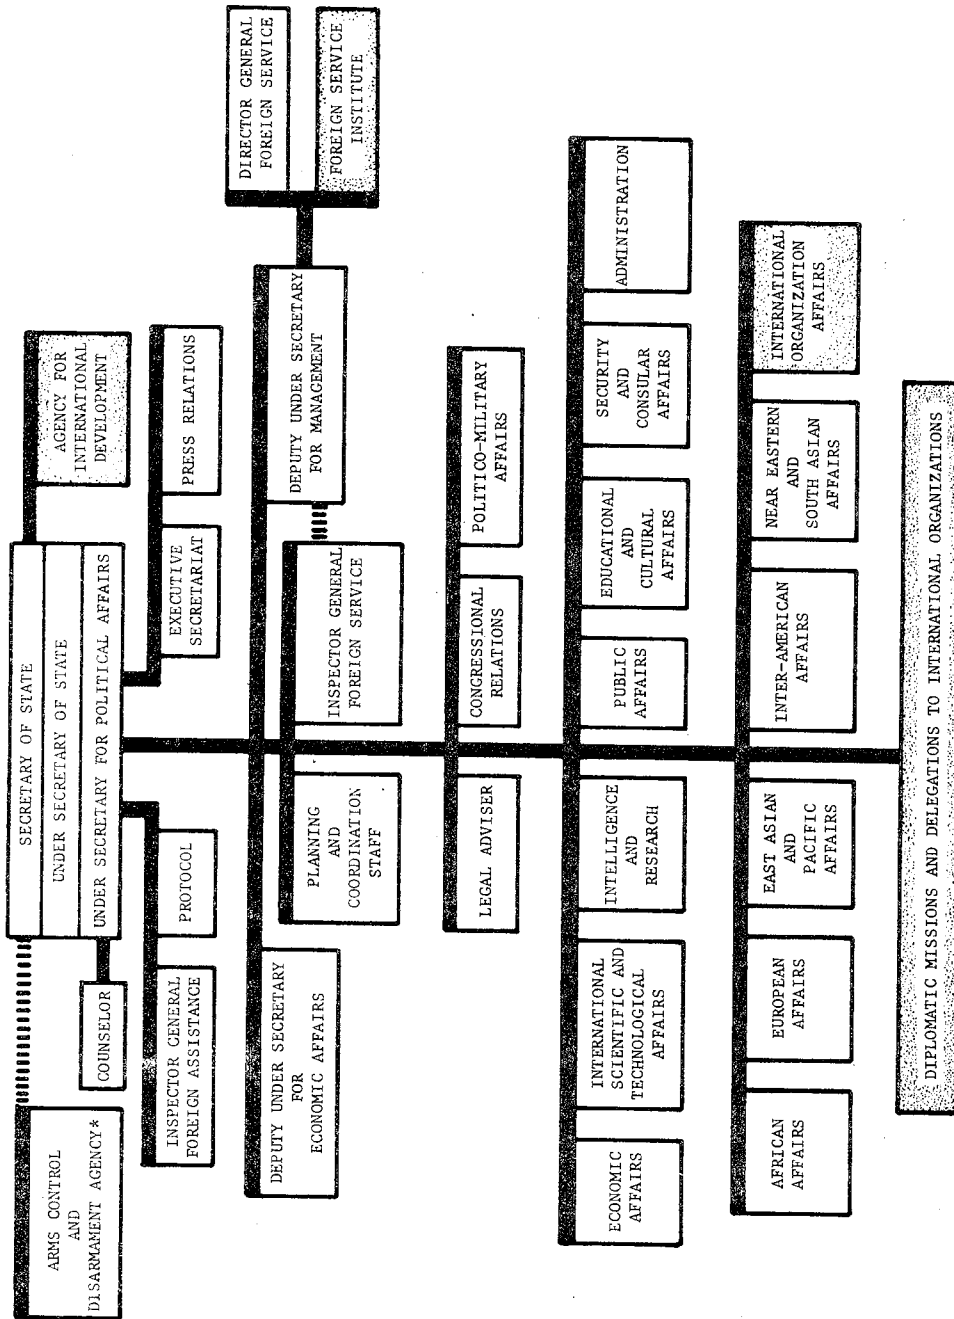 SECRETARY OF STATE
UNDER SECRETARY OF STATE
UNDER SECRETARY FOR POLITICAL AFFAIRS
ARMS CONTROL
AND
DISARMAMENT AGENCY*
COUNSELOR
AGENCY FOR
INTERNATIONAL
DEVELOPMENT
INSPECTOR GENERAL
FOREIGN ASSISTANCE
PROTOCOL
EXECUTIVE
SECRETARIAT
PRESS RELATIONS
DEPUTY UNDER SECRETARY
FOR
ECONOMIC AFFAIRS
DEPUTY UNDER SECRETARY
FOR MANAGEMENT
DIRECTOR GENERAL
FOREIGN SERVICE
FOREIGN SERVICE
INSTITUTE
PLANNING
AND
COORDINATION
STAFF
INSPECTOR GENERAL
FOREIGN SERVICE
LEGAL ADVISER
CONGRESSIONAL
RELATIONS
POLITICO-MILITARY
AFFAIRS
ECONOMIC
AFFAIRS
INTERNATIONAL
SCIENTIFIC AND
TECHNOLOGICAL
AFFAIRS
INTELLIGENCE
AND
RESEARCH
PUBLIC
AFFAIRS
EDUCATIONAL
AND
CULTURAL
AFFAIRS
SECURITY
AND
CONSULAR
AFFAIRS
ADMINISTRATION
AFRICAN
AFFAIRS
EUROPEAN
AFFAIRS
EAST ASIAN
AND
PACIFIC
AFFAIRS
INTER-AMERICAN
AFFAIRS
NEAR EASTERN
AND
SOUTH ASIAN
AFFAIRS
INTERNATIONAL
ORGANIZATION
AFFAIRS
DIPLOMATIC MISSIONS AND DELEGATIONS TO INTERNATIONAL ORGANIZATIONS